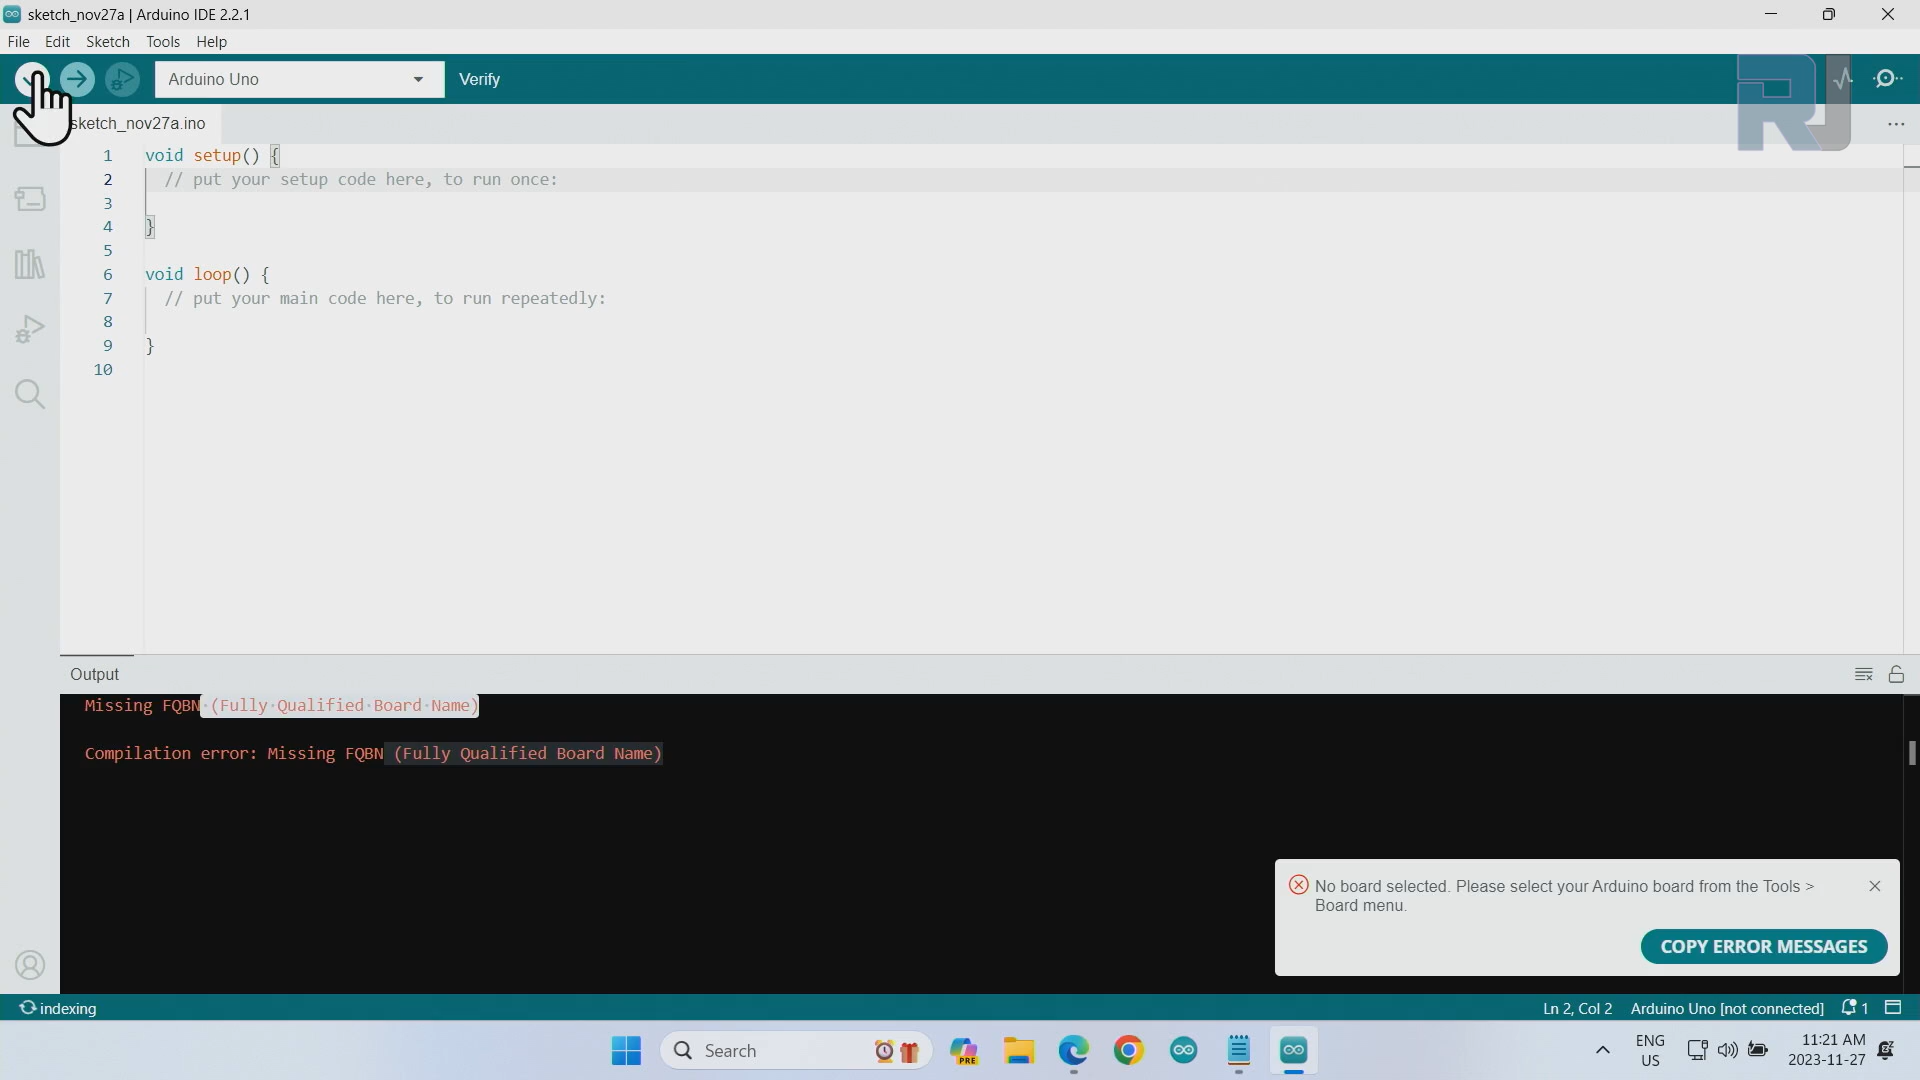 sketch_nov27a | Arduino IDE 2.2.1
File Edit Sketch Tools Help
Arduino Uno
Verify
RJ
sketch_nov27a.ino
1 void setup() {
2 // put your setup code here, to run once:
3
4 }
5
6 void loop() {
7 // put your main code here, to run repeatedly:
8
9 }
10
Output
Missing FQBN (Fully Qualified Board Name)
Compilation error: Missing FQBN (Fully Qualified Board Name)
No board selected. Please select your Arduino board from the Tools >
Board menu.
COPY ERROR MESSAGES
indexing
Ln 2, Col 2 Arduino Uno [not connected] 1
Search
PRE
ENG
US
11:21 AM
2023-11-27